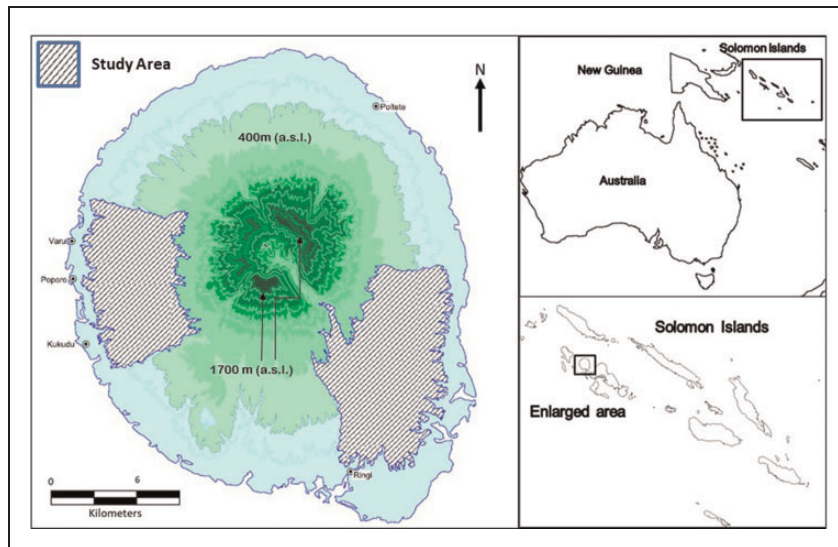 Study Area
N
Poitete
400m (a.s.l.)
Varu
Poporo
Kukudu
1700 m (a.s.l.)
Ringi
0 6
Kilometers
Solomon Islands
New Guinea
Australia
Solomon Islands
Enlarged area